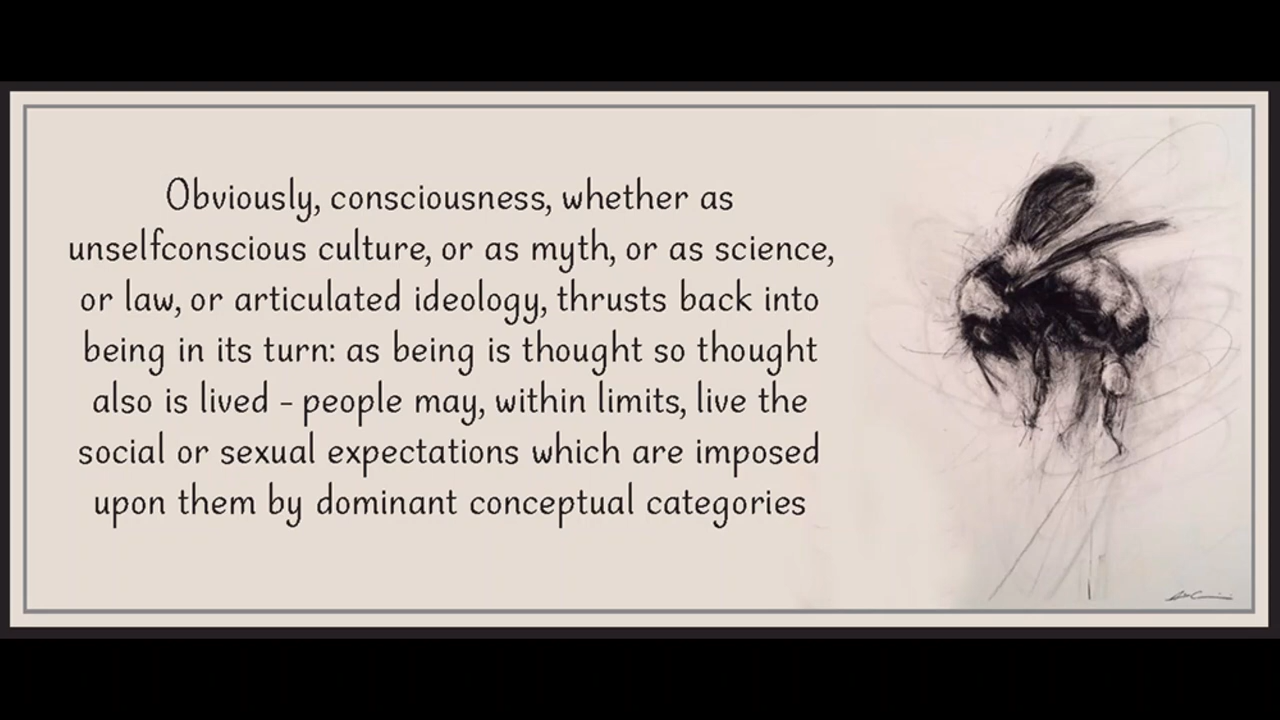 Obviously, consciousness, whether as
unselfconscious culture, or as myth, or as science,
or law, or articulated ideology, thrusts back into
being in its turn: as being is thought so thought
also is lived - people may, within limits, live the
social or sexual expectations which are imposed
upon them by dominant conceptual categories